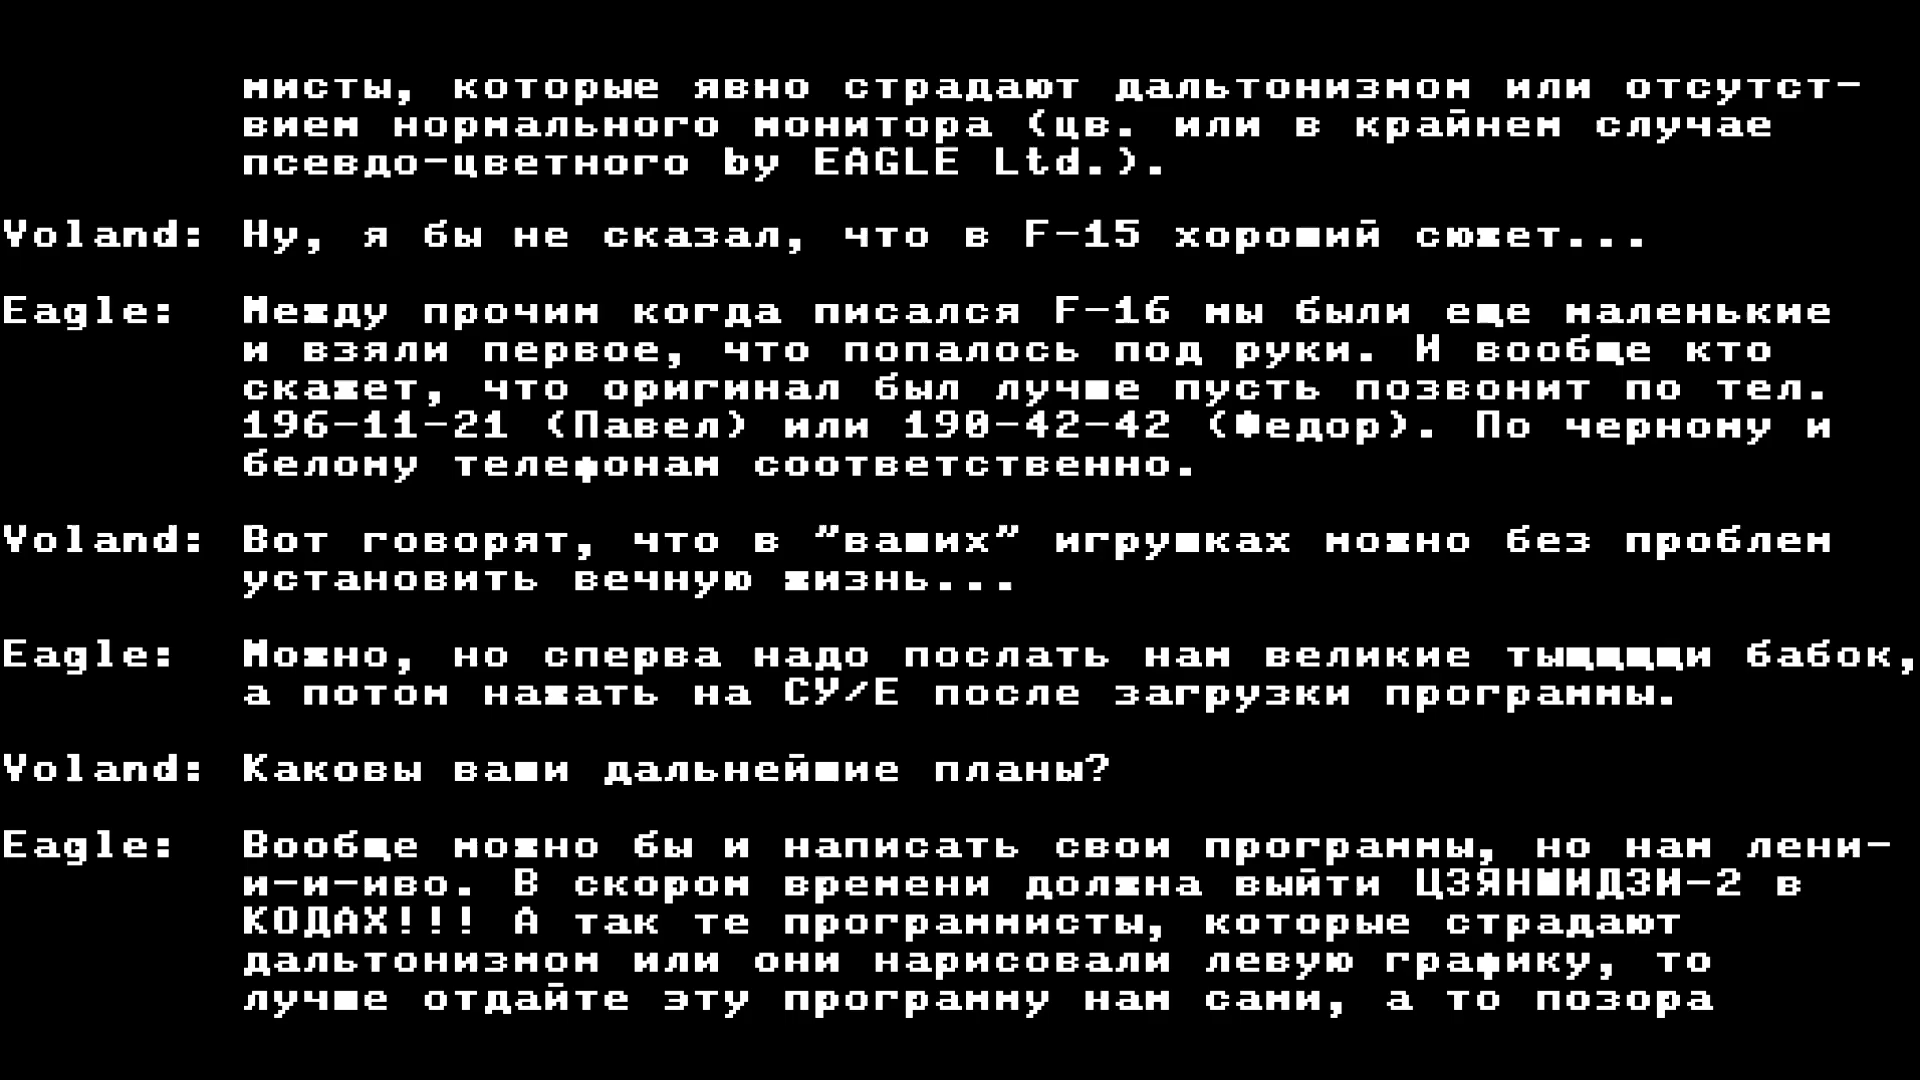 мисты, которые явно страдают дальтонизмом или отсутст-
вием нормального монитора (цв. или в крайнем случае
псевдо-цветного by EAGLE Ltd.).
Voland: Ну, я бы не сказал, что в F-15 хороший сюжет...
Eagle: Между прочим когда писался F-16 мы были еще маленькие
и взяли первое, что попалось под руки. И вообще кто
скажет, что оригинал был лучше пусть позвонит по тел.
196-11-21 (Павел) или 190-42-42 (Федор). По черному и
белому телефонам соответственно.
Voland: Вот говорят, что в "ваших" игрушках можно без проблем
установить вечную жизнь...
Eagle: Можно, но сперва надо послать нам великие тыщщщщи бабок,
а потом нажать на СУ/Е после загрузки программы.
Voland: Каковы ваши дальнейшие планы?
Eagle: Вообще можно бы и написать свои программы, но нам лени-
и-и-иво. В скором времени должна выйти ЦЗЯНШИДЗИ-2 в
КОДАХ!!! А так те программисты, которые страдают
дальтонизмом или они нарисовали левую графику, то
лучше отдайте эту программу нам сами, а то позора